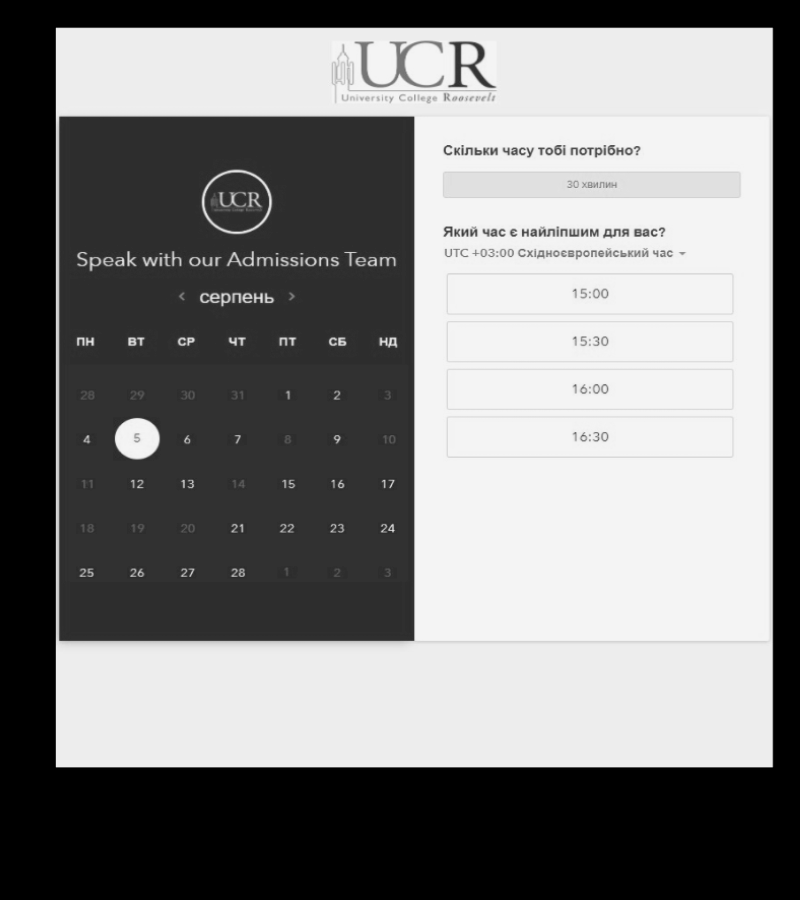 UCR
University College Roosevelt
UCR
Speak with our Admissions Team
< серпень >
ПН ВТ СР ЧТ ПТ СБ НД
28 29 30 31 1 2 3
4 5 6 7 8 9 10
11 12 13 14 15 16 17
18 19 20 21 22 23 24
25 26 27 28 1 2 3
Скільки часу тобі потрібно?
30 хвилин
Який час є найліпшим для вас?
UTC +03:00 Східноєвропейський час
15:00
15:30
16:00
16:30